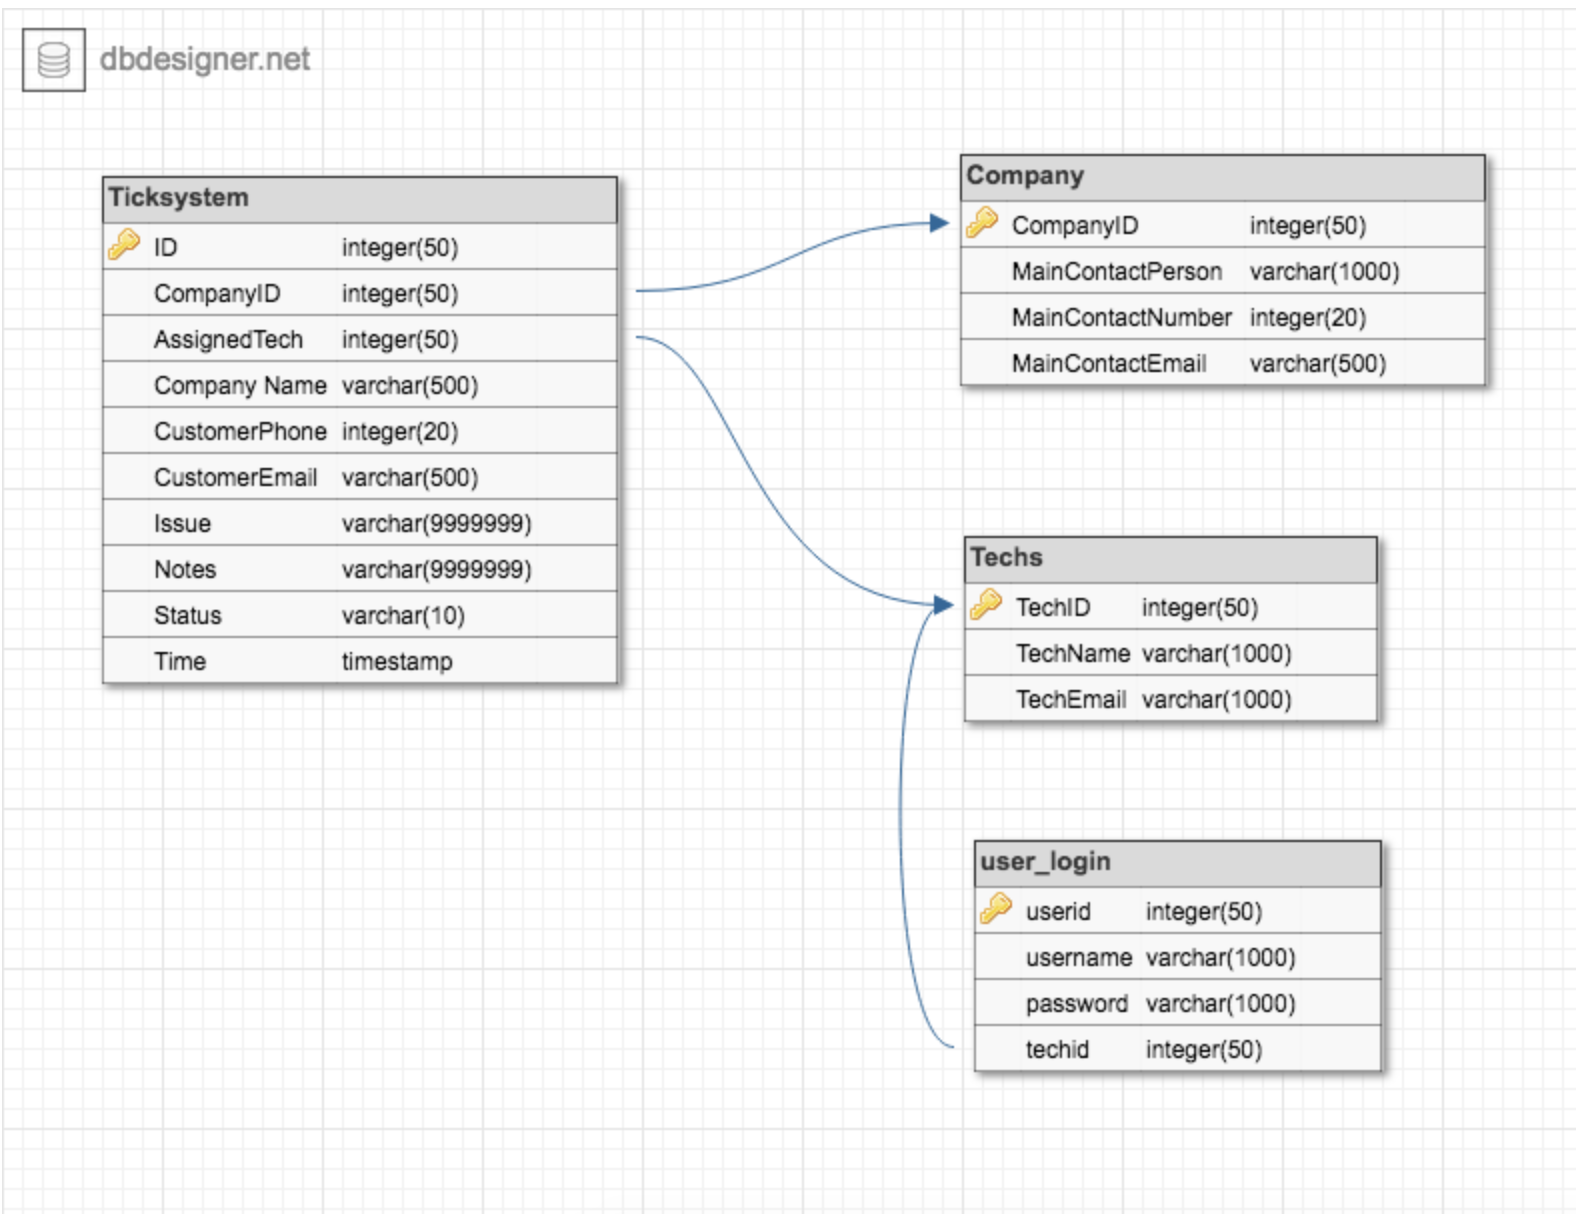 dbdesigner.net
Ticksystem
ID integer(50)
CompanyID integer(50)
AssignedTech integer(50)
Company Name varchar(500)
CustomerPhone integer(20)
CustomerEmail varchar(500)
Issue varchar(9999999)
Notes varchar(9999999)
Status varchar(10)
Time timestamp
Company
CompanyID integer(50)
MainContactPerson varchar(1000)
MainContactNumber integer(20)
MainContactEmail varchar(500)
Techs
TechID integer(50)
TechName varchar(1000)
TechEmail varchar(1000)
user_login
userid integer(50)
username varchar(1000)
password varchar(1000)
techid integer(50)